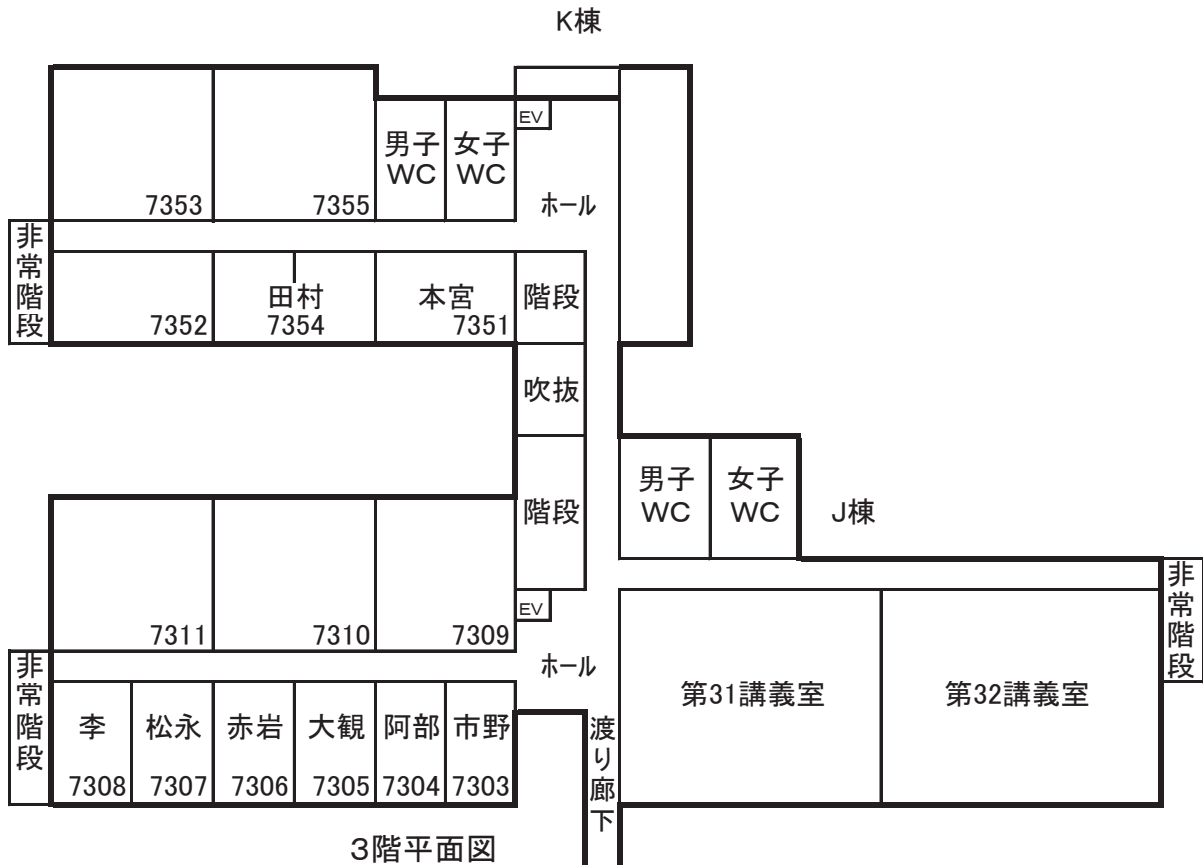 K棟
EV
男子
WC
女子
WC
7353
7355
ホール
非常階段
田村
本宮
階段
7352
7354
7351
吹抜
階段
男子
WC
女子
WC
J棟
EV
7311
7310
7309
ホール
非常階段
非常階段
李
松永
赤岩
大観
阿部
市野
7308
7307
7306
7305
7304
7303
渡り廊下
第31講義室
第32講義室
3階平面図